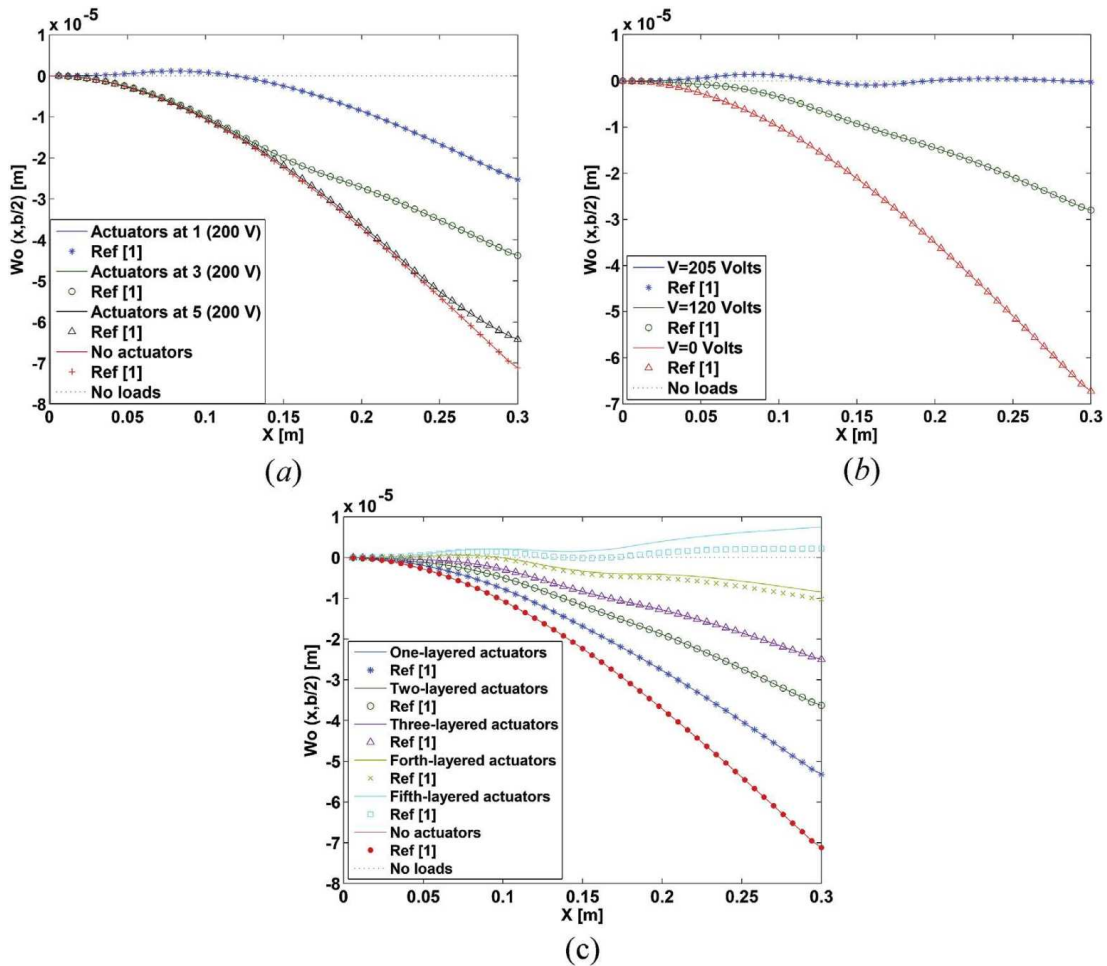 x 10 -5
1
0
-1
-2
-3
-4
-5
-6
-7
-8
Wo (x,b/2) [m]
Actuators at 1 (200 V)
Ref [1]
Actuators at 3 (200 V)
Ref [1]
Actuators at 5 (200 V)
Ref [1]
No actuators
Ref [1]
No loads
0 0.05 0.1 0.15 0.2 0.25 0.3
X [m]
(a)
x 10 -5
1
0
-1
-2
-3
-4
-5
-6
-7
Wo (x,b/2) [m]
V=205 Volts
Ref [1]
V=120 Volts
Ref [1]
V=0 Volts
Ref [1]
No loads
0 0.05 0.1 0.15 0.2 0.25 0.3
X [m]
(b)
x 10 -5
1
0
-1
-2
-3
-4
-5
-6
-7
-8
Wo (x,b/2) [m]
One-layered actuators
Ref [1]
Two-layered actuators
Ref [1]
Three-layered actuators
Ref [1]
Forth-layered actuators
Ref [1]
Fifth-layered actuators
Ref [1]
No actuators
Ref [1]
No loads
0 0.05 0.1 0.15 0.2 0.25 0.3
X [m]
(c)